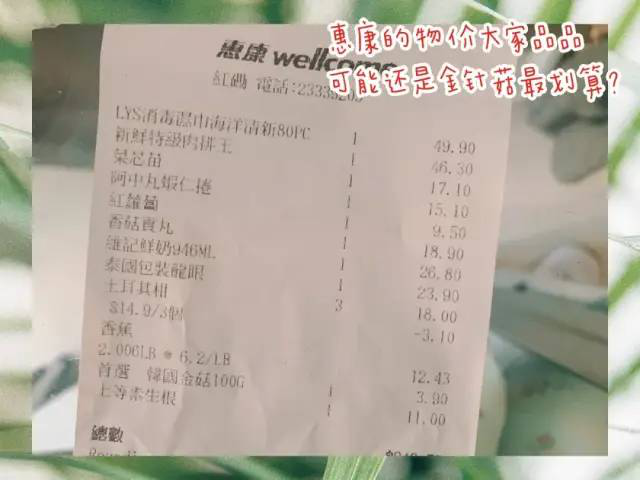 惠康的物价大家品品
可能还是金针菇最划算?
惠康 wellcome
紅磡 電話:23339209
LYS消毒濕巾海洋清新80PC 1 49.90
新鮮特級肉排王 1 46.30
菜芯苗 1 17.10
阿中丸蝦仁捲 1 15.10
紅蘿蔔 1 9.50
香菇貢丸 1 18.90
維記鮮奶946ML 1 26.80
泰國包裝龍眼 1 23.90
土耳其柑 3 18.00
$14.9/3個 -3.10
香蕉
2.006LB @ 6.2/LB 12.43
首選 韓國金菇100G 1 3.90
上等素生根 1 11.00
總數